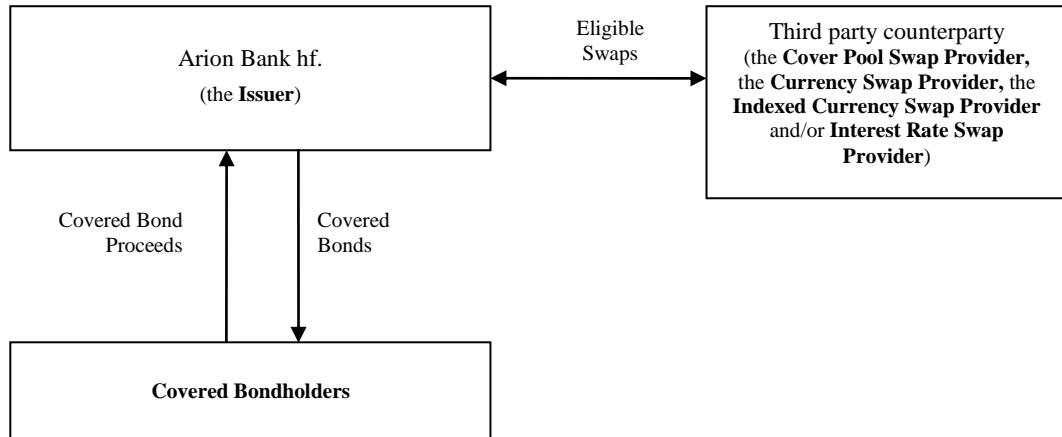 Arion Bank hf.
(the Issuer)
Eligible
Swaps
Third party counterparty
(the Cover Pool Swap Provider,
the Currency Swap Provider, the
Indexed Currency Swap Provider
and/or Interest Rate Swap
Provider)
Covered Bond
Proceeds
Covered
Bonds
Covered Bondholders